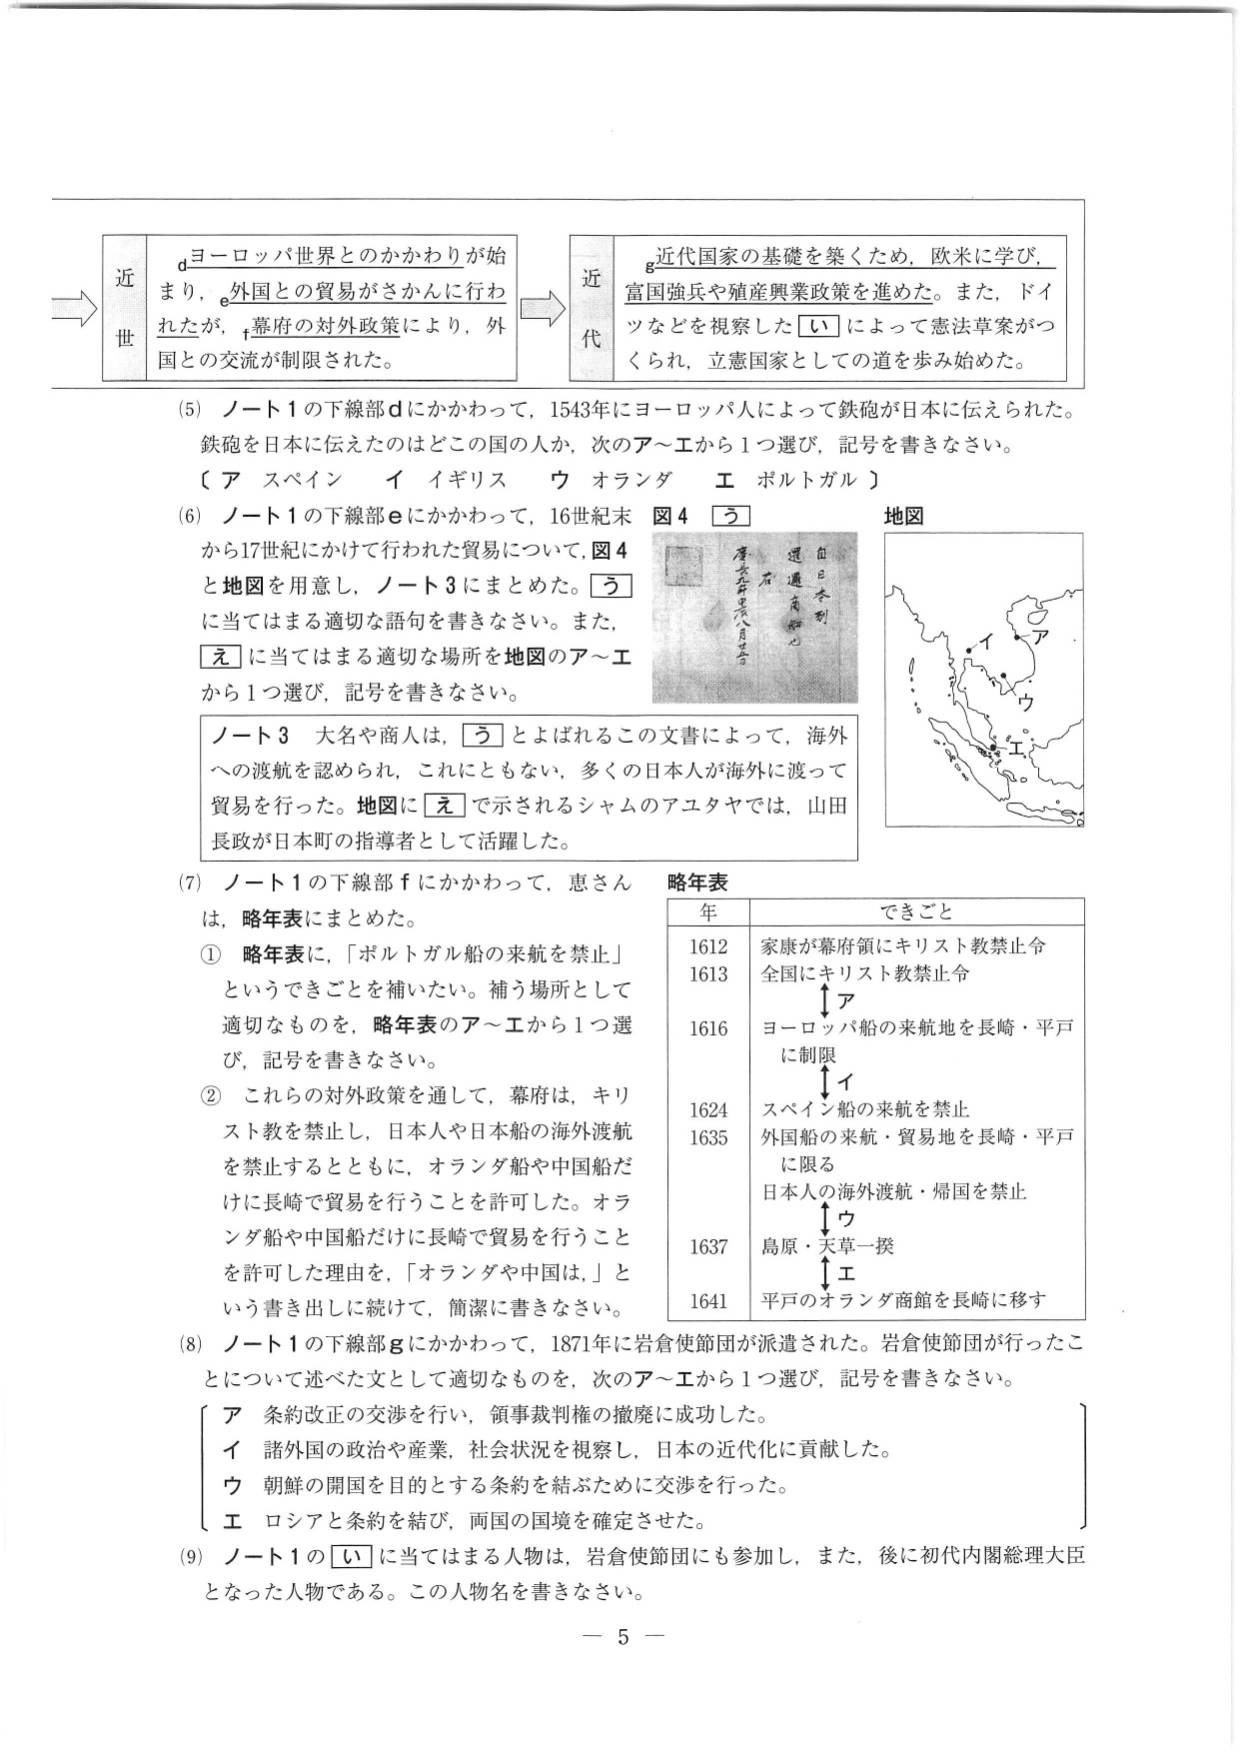 近世
dヨーロッパ世界とのかかわりが始
まり，e外国との貿易がさかんに行わ
れたが，f幕府の対外政策により，外
国との交流が制限された。
近代
g近代国家の基礎を築くため，欧米に学び，
富国強兵や殖産興業政策を進めた。また，ドイ
ツなどを視察した い によって憲法草案がつ
くられ，立憲国家としての道を歩み始めた。
(5) ノート1の下線部dにかかわって，1543年にヨーロッパ人によって鉄砲が日本に伝えられた。
鉄砲を日本に伝えたのはどこの国の人か，次のア～エから1つ選び，記号を書きなさい。
〔 ア スペイン イ イギリス ウ オランダ エ ポルトガル 〕
(6) ノート1の下線部eにかかわって，16世紀末
から17世紀にかけて行われた貿易について，図4
と地図を用意し，ノート3にまとめた。 う
に当てはまる適切な語句を書きなさい。また，
え に当てはまる適切な場所を地図のア～エ
から1つ選び，記号を書きなさい。
図4 う
自日本到
暹邏商船也
右
慶長九年甲辰八月廿五日
地図
ア
イ
ウ
エ
ノート3 大名や商人は， う とよばれるこの文書によって，海外
への渡航を認められ，これにともない，多くの日本人が海外に渡って
貿易を行った。地図に え で示されるシャムのアユタヤでは，山田
長政が日本町の指導者として活躍した。
(7) ノート1の下線部fにかかわって，恵さん
は，略年表にまとめた。
① 略年表に，「ポルトガル船の来航を禁止」
というできごとを補いたい。補う場所として
適切なものを，略年表のア～エから1つ選
び，記号を書きなさい。
② これらの対外政策を通して，幕府は，キリ
スト教を禁止し，日本人や日本船の海外渡航
を禁止するとともに，オランダ船や中国船だ
けに長崎で貿易を行うことを許可した。オラ
ンダ船や中国船だけに長崎で貿易を行うこと
を許可した理由を，「オランダや中国は，」と
いう書き出しに続けて，簡潔に書きなさい。
略年表
年 できごと
1612 家康が幕府領にキリスト教禁止令
1613 全国にキリスト教禁止令
ア
1616 ヨーロッパ船の来航地を長崎・平戸
に制限
イ
1624 スペイン船の来航を禁止
1635 外国船の来航・貿易地を長崎・平戸
に限る
日本人の海外渡航・帰国を禁止
ウ
1637 島原・天草一揆
エ
1641 平戸のオランダ商館を長崎に移す
(8) ノート1の下線部gにかかわって，1871年に岩倉使節団が派遣された。岩倉使節団が行ったこ
とについて述べた文として適切なものを，次のア～エから1つ選び，記号を書きなさい。
ア 条約改正の交渉を行い，領事裁判権の撤廃に成功した。
イ 諸外国の政治や産業，社会状況を視察し，日本の近代化に貢献した。
ウ 朝鮮の開国を目的とする条約を結ぶために交渉を行った。
エ ロシアと条約を結び，両国の国境を確定させた。
(9) ノート1の い に当てはまる人物は，岩倉使節団にも参加し，また，後に初代内閣総理大臣
となった人物である。この人物名を書きなさい。
— 5 —